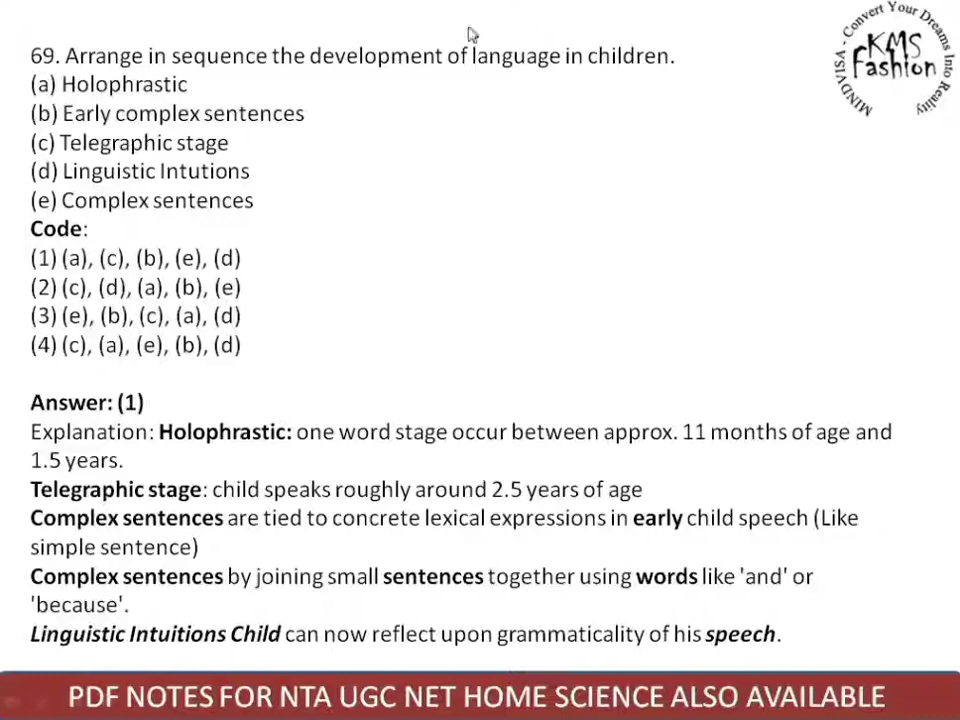 69. Arrange in sequence the development of language in children.
(a) Holophrastic
(b) Early complex sentences
(c) Telegraphic stage
(d) Linguistic Intutions
(e) Complex sentences
Code:
(1) (a), (c), (b), (e), (d)
(2) (c), (d), (a), (b), (e)
(3) (e), (b), (c), (a), (d)
(4) (c), (a), (e), (b), (d)
Answer: (1)
Explanation: Holophrastic: one word stage occur between approx. 11 months of age and
1.5 years.
Telegraphic stage: child speaks roughly around 2.5 years of age
Complex sentences are tied to concrete lexical expressions in early child speech (Like
simple sentence)
Complex sentences by joining small sentences together using words like 'and' or
'because'.
Linguistic Intuitions Child can now reflect upon grammaticality of his speech.
MINDVISA - Convert Your Dreams Into Reality
KMS
Fashion
PDF NOTES FOR NTA UGC NET HOME SCIENCE ALSO AVAILABLE